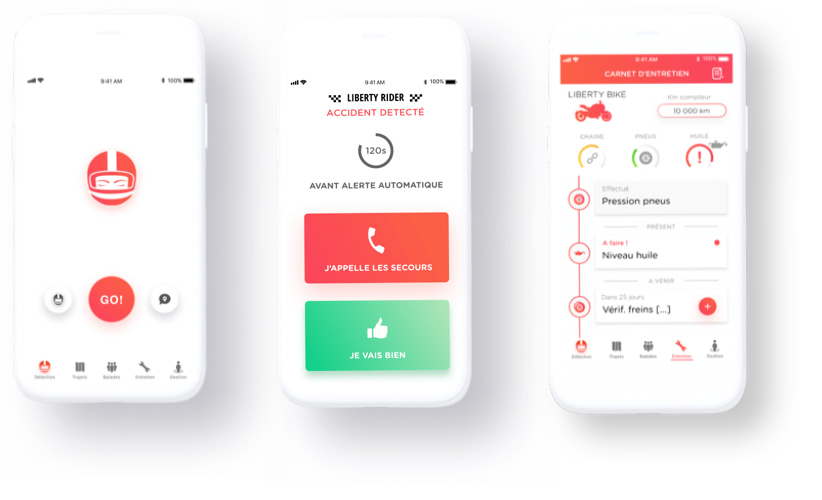 9:41 AM
100%
GO!
Détection
Trajets
Balades
Entretien
Gestion
9:41 AM
100%
LIBERTY RIDER
ACCIDENT DETECTÉ
120s
AVANT ALERTE AUTOMATIQUE
J'APPELLE LES SECOURS
JE VAIS BIEN
9:41 AM
100%
CARNET D'ENTRETIEN
LIBERTY BIKE
Km compteur
10 000 km
CHAINE
PNEUS
HUILE
Effectué
Pression pneus
PRÉSENT
A faire !
Niveau huile
A VENIR
Dans 25 jours
Vérif. freins [...]
Détection
Trajets
Balades
Entretien
Gestion